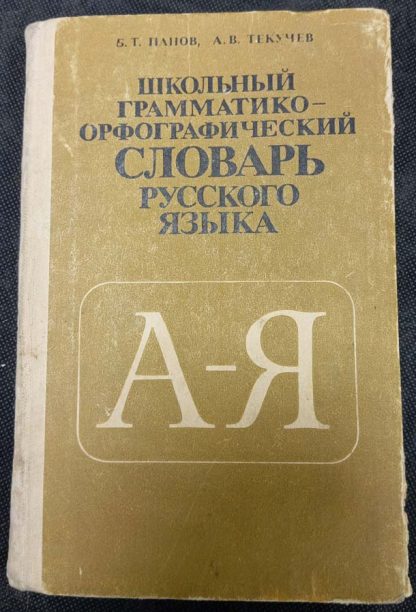 Б. Т. ПАНОВ, А. В. ТЕКУЧЕВ
ШКОЛЬНЫЙ
ГРАММАТИКО–
ОРФОГРАФИЧЕСКИЙ
СЛОВАРЬ
РУССКОГО
ЯЗЫКА
А–Я